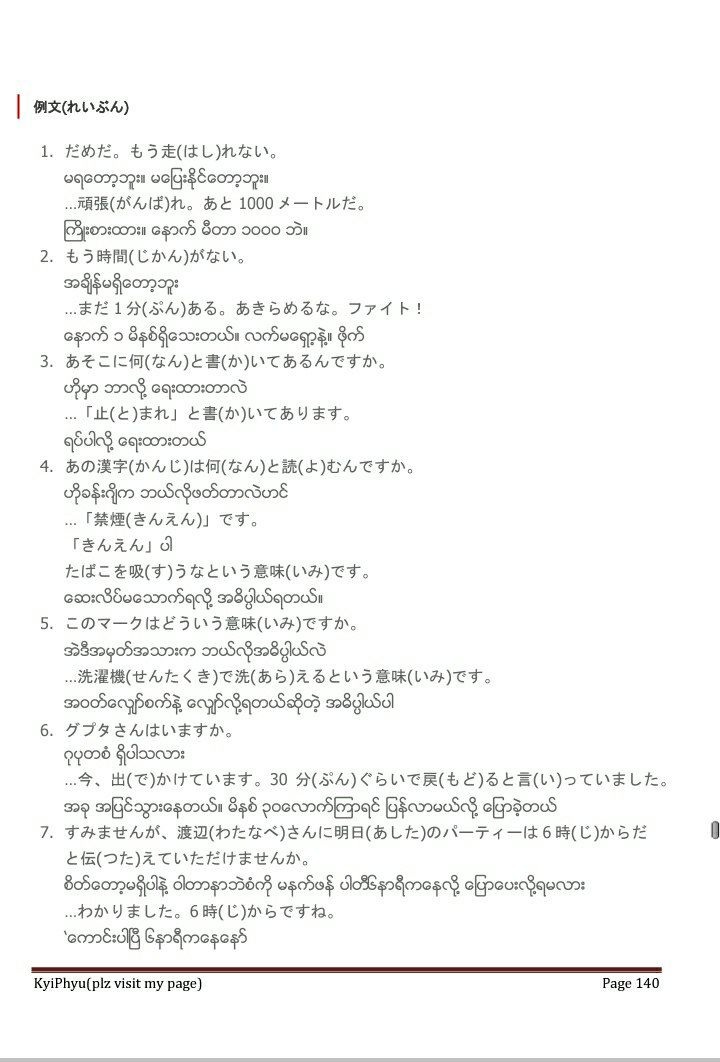 例文(れいぶん)
1. だめだ。もう走(はし)れない。
မရတော့ဘူး။ မပြေးနိုင်တော့ဘူး။
…頑張(がんば)れ。あと 1000 メートルだ。
ကြိုးစားထား။ နောက် မီတာ ၁၀၀၀ ဘဲ။
2. もう時間(じかん)がない。
အချိန်မရှိတော့ဘူး
…まだ 1 分(ぷん)ある。あきらめるな。ファイト！
နောက် ၁ မိနစ်ရှိသေးတယ်။ လက်မရှော့နဲ့။ ဖိုက်
3. あそこに何(なん)と書(か)いてあるんですか。
ဟိုမှာ ဘာလို့ ရေးထားတာလဲ
…「止(と)まれ」と書(か)いてあります。
ရပ်ပါလို့ ရေးထားတယ်
4. あの漢字(かんじ)は何(なん)と読(よ)むんですか。
ဟိုခန်းဂျိက ဘယ်လိုဖတ်တာလဲဟင်
…「禁煙(きんえん)」です。
「きんえん」ပါ
たばこを吸(す)うなという意味(いみ)です。
ဆေးလိပ်မသောက်ရလို့ အဓိပ္ပါယ်ရတယ်။
5. このマークはどういう意味(いみ)ですか。
အဲဒီအမှတ်အသားက ဘယ်လိုအဓိပ္ပါယ်လဲ
…洗濯機(せんたくき)で洗(あら)えるという意味(いみ)です。
အဝတ်လျှော်စက်နဲ့ လျှော်လို့ရတယ်ဆိုတဲ့ အဓိပ္ပါယ်ပါ
6. グプタさんはいますか。
ဂုပုတစံ ရှိပါသလား
…今、出(で)かけています。30 分(ぷん)ぐらいで戻(もど)ると言(い)っていました。
အခု အပြင်သွားနေတယ်။ မိနစ် ၃၀လောက်ကြာရင် ပြန်လာမယ်လို့ ပြောခဲ့တယ်
7. すみませんが、渡辺(わたなべ)さんに明日(あした)のパーティーは 6 時(じ)からだ
と伝(つた)えていただけませんか。
စိတ်တော့မရှိပါနဲ့ ဝါတာနာဘဲစံကို မနက်ဖန် ပါတီ၆နာရီကနေလို့ ပြောပေးလို့ရမလား
…わかりました。6 時(じ)からですね。
‘ကောင်းပါပြီ ၆နာရီကနေနော်
KyiPhyu(plz visit my page) Page 140